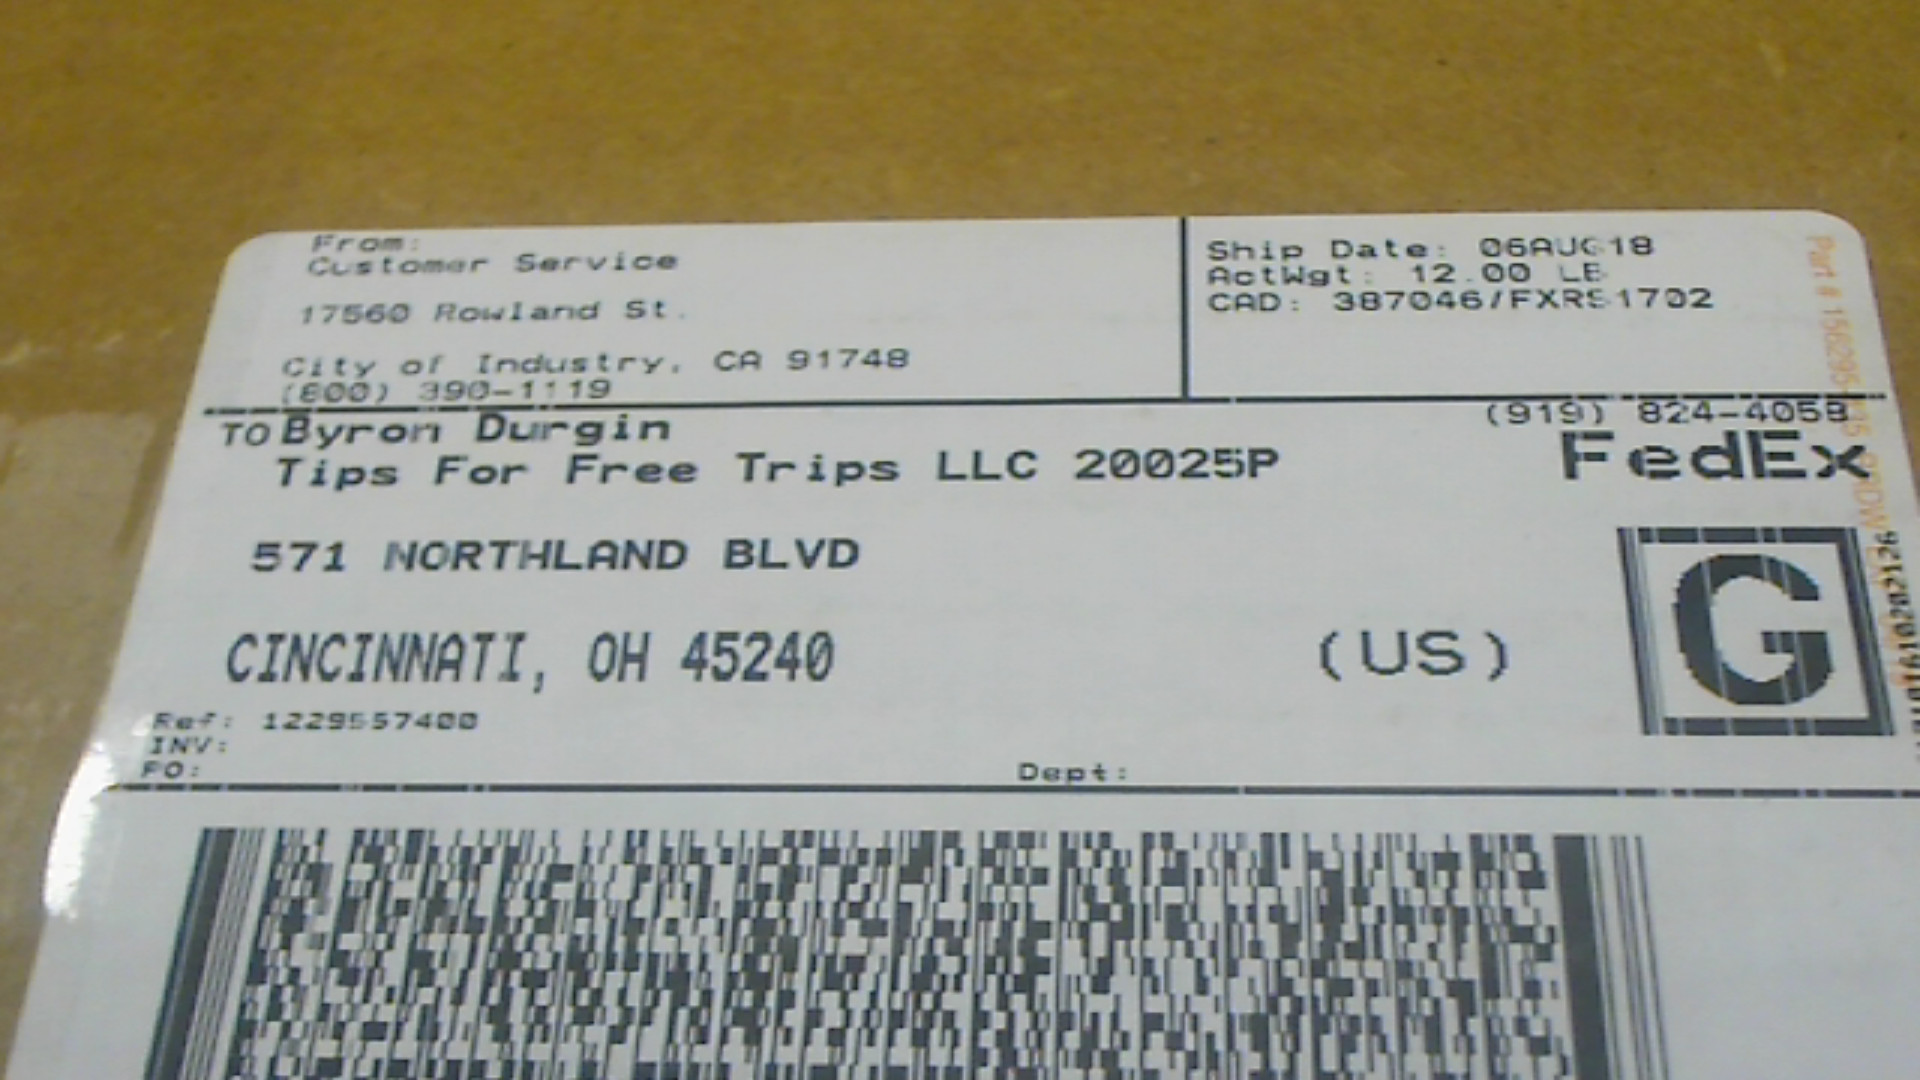 From:
Customer Service
17560 Rowland St.
City of Industry, CA 91748
(800) 390-1119
Ship Date: 06AUG18
ActWgt: 12.00 LB
CAD: 387046/FXRS1702
TO Byron Durgin
(919) 824-4058
Tips For Free Trips LLC 20025P
FedEx
571 NORTHLAND BLVD
CINCINNATI, OH 45240
(US)
G
Ref: 1229557400
INV:
PO:
Dept:
Part #